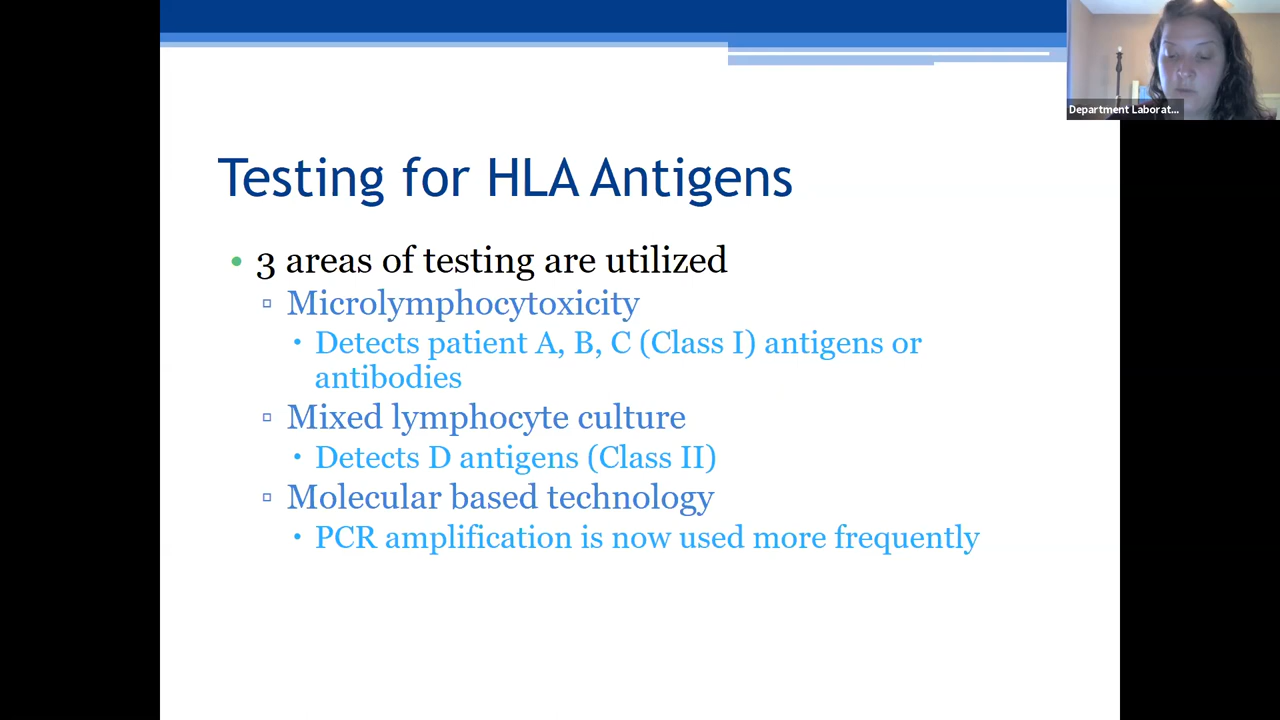 Department Laborat...
Testing for HLA Antigens
• 3 areas of testing are utilized
▫ Microlymphocytoxicity
• Detects patient A, B, C (Class I) antigens or
antibodies
▫ Mixed lymphocyte culture
• Detects D antigens (Class II)
▫ Molecular based technology
• PCR amplification is now used more frequently